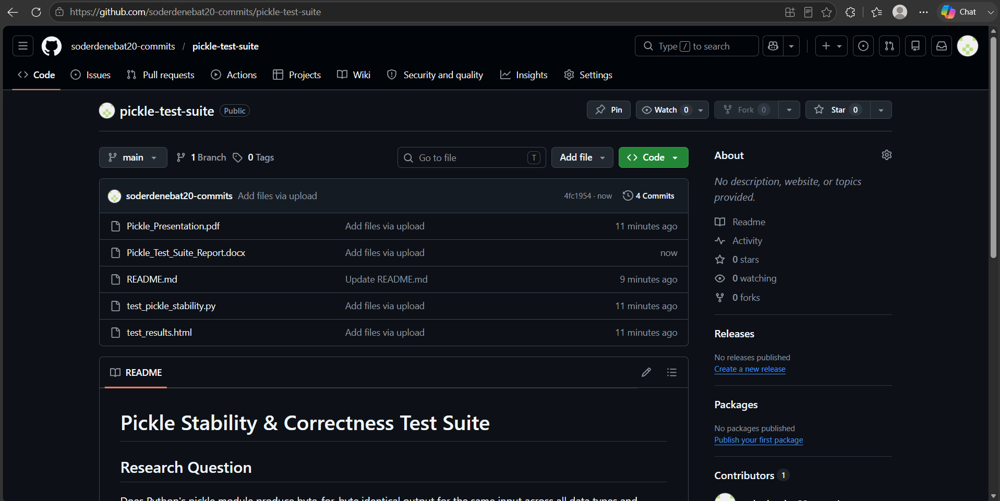 https://github.com/soderdenebat20-commits/pickle-test-suite
Chat
soderdenebat20-commits / pickle-test-suite
Type / to search
Code Issues Pull requests Actions Projects Wiki Security and quality Insights Settings
pickle-test-suite Public
Pin Watch 0 Fork 0 Star 0
main 1 Branch 0 Tags Go to file T Add file Code
soderdenebat20-commits Add files via upload 4fc1954 · now 4 Commits
Pickle_Presentation.pdf Add files via upload 11 minutes ago
Pickle_Test_Suite_Report.docx Add files via upload now
README.md Update README.md 9 minutes ago
test_pickle_stability.py Add files via upload 11 minutes ago
test_results.html Add files via upload 11 minutes ago
README
Pickle Stability & Correctness Test Suite
Research Question
Does Python's pickle module produce byte-for-byte identical output for the same input across all data types and
About
No description, website, or topics
provided.
Readme
Activity
0 stars
0 watching
0 forks
Releases
No releases published
Create a new release
Packages
No packages published
Publish your first package
Contributors 1